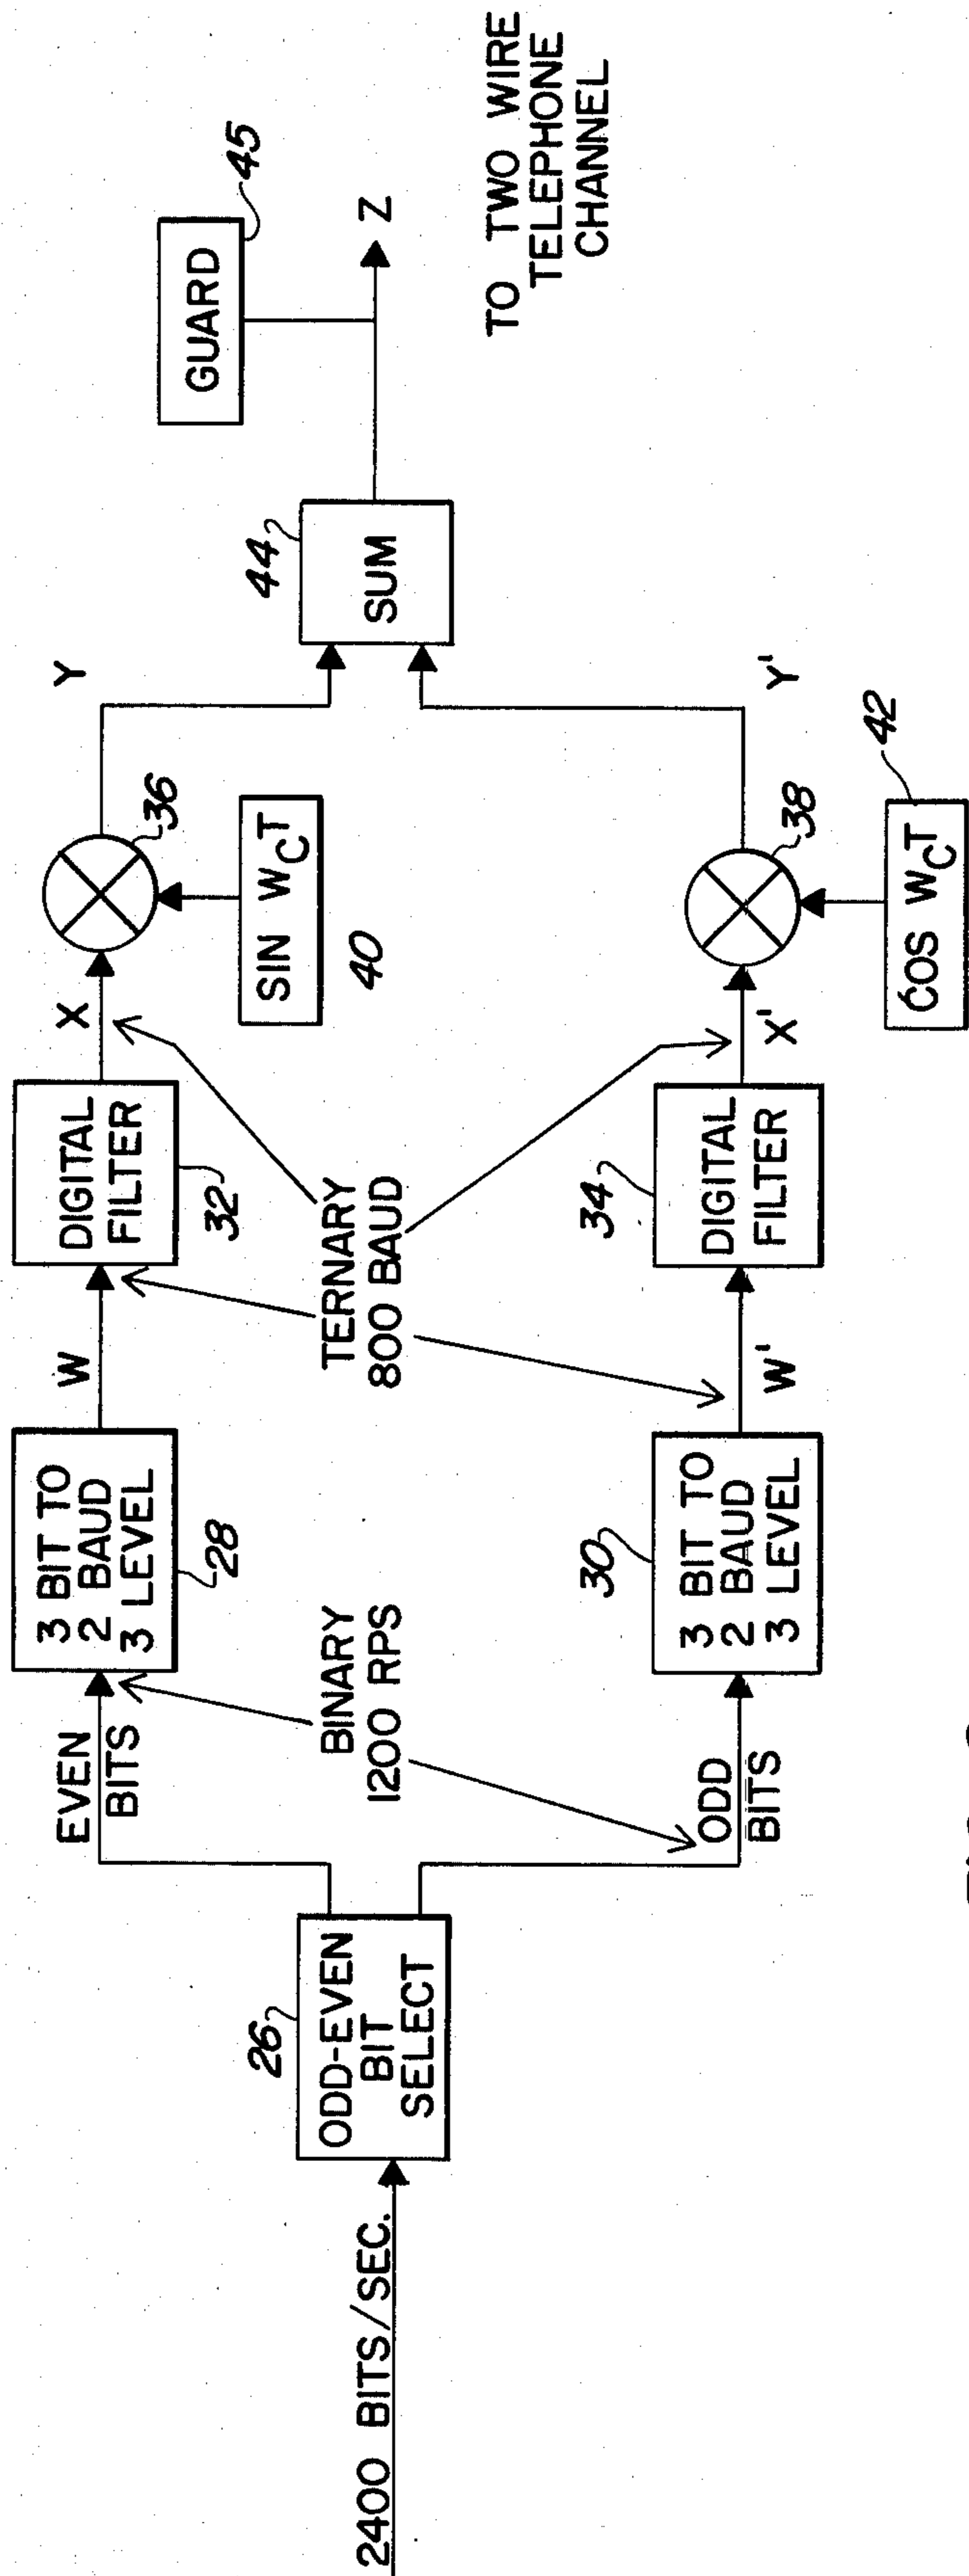 2400 BITS/SEC.
26
ODD-EVEN
BIT
SELECT
EVEN
BITS
ODD
BITS
BINARY
1200 RPS
3 BIT TO
2 BAUD
3 LEVEL
28
30
3 BIT TO
2 BAUD
3 LEVEL
W
W'
TERNARY
800 BAUD
DIGITAL
FILTER
32
34
DIGITAL
FILTER
X
X'
36
SIN WCT
40
38
COS WCT
42
Y
Y'
44
SUM
GUARD
45
Z
TO TWO WIRE
TELEPHONE
CHANNEL